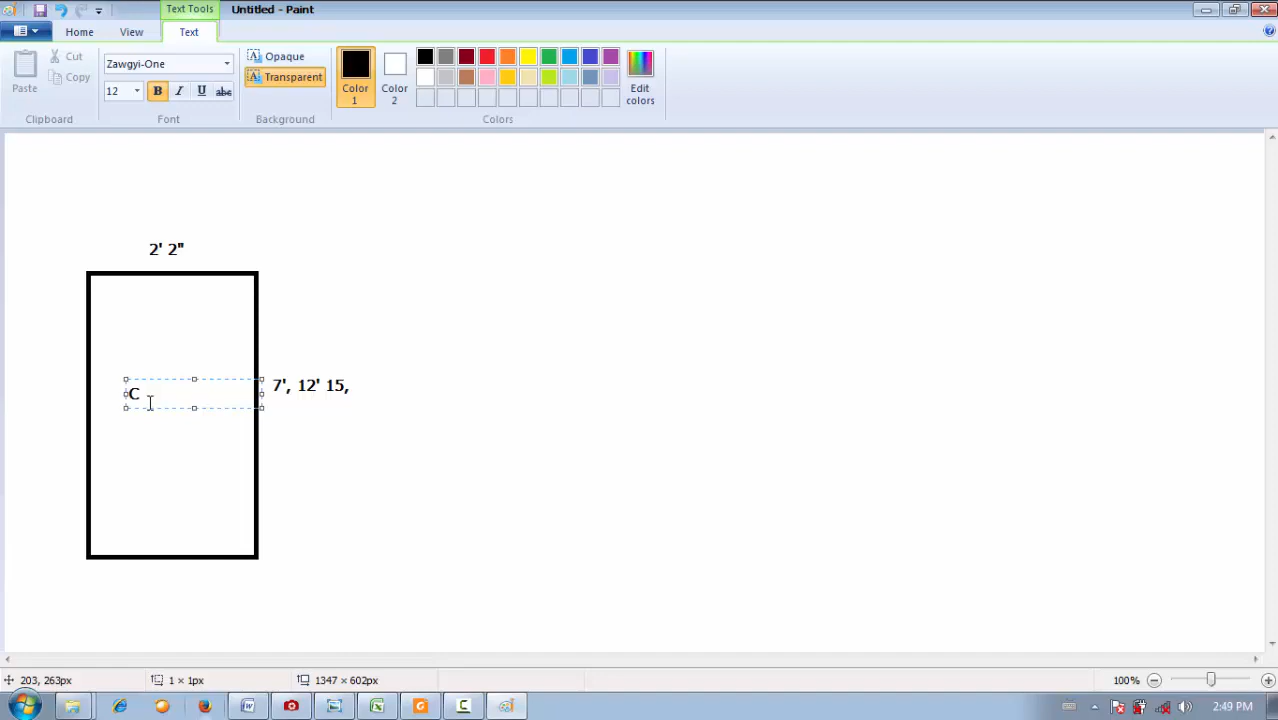 Text Tools
Untitled - Paint
Home
View
Text
Paste
Cut
Copy
Clipboard
Zawgyi-One
12
B I U abc
Font
Opaque
Transparent
Background
Color 1
Color 2
Edit colors
Colors
2' 2"
C
7', 12' 15,
203, 263px
1 × 1px
1347 × 602px
100%
2:49 PM